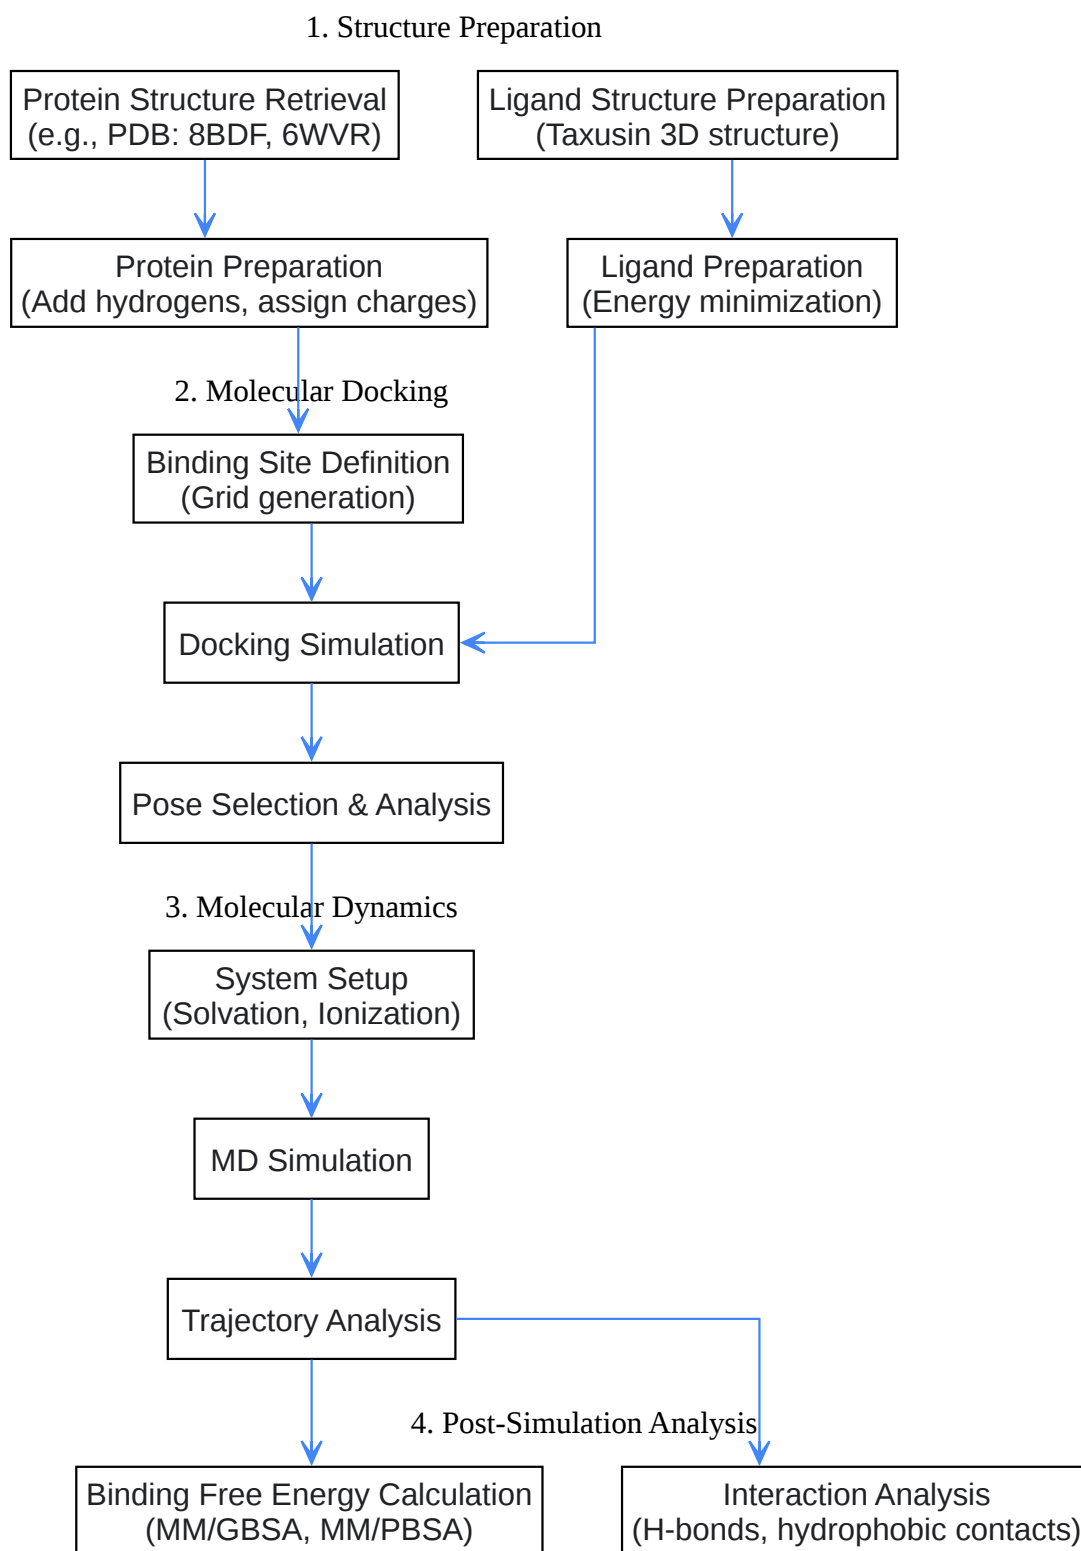 1. Structure Preparation
Protein Structure Retrieval
(e.g., PDB: 8BDF, 6WVR)
Ligand Structure Preparation
(Taxusin 3D structure)
Protein Preparation
(Add hydrogens, assign charges)
Ligand Preparation
(Energy minimization)
2. Molecular Docking
Binding Site Definition
(Grid generation)
Docking Simulation
Pose Selection & Analysis
3. Molecular Dynamics
System Setup
(Solvation, Ionization)
MD Simulation
Trajectory Analysis
4. Post-Simulation Analysis
Binding Free Energy Calculation
(MM/GBSA, MM/PBSA)
Interaction Analysis
(H-bonds, hydrophobic contacts)